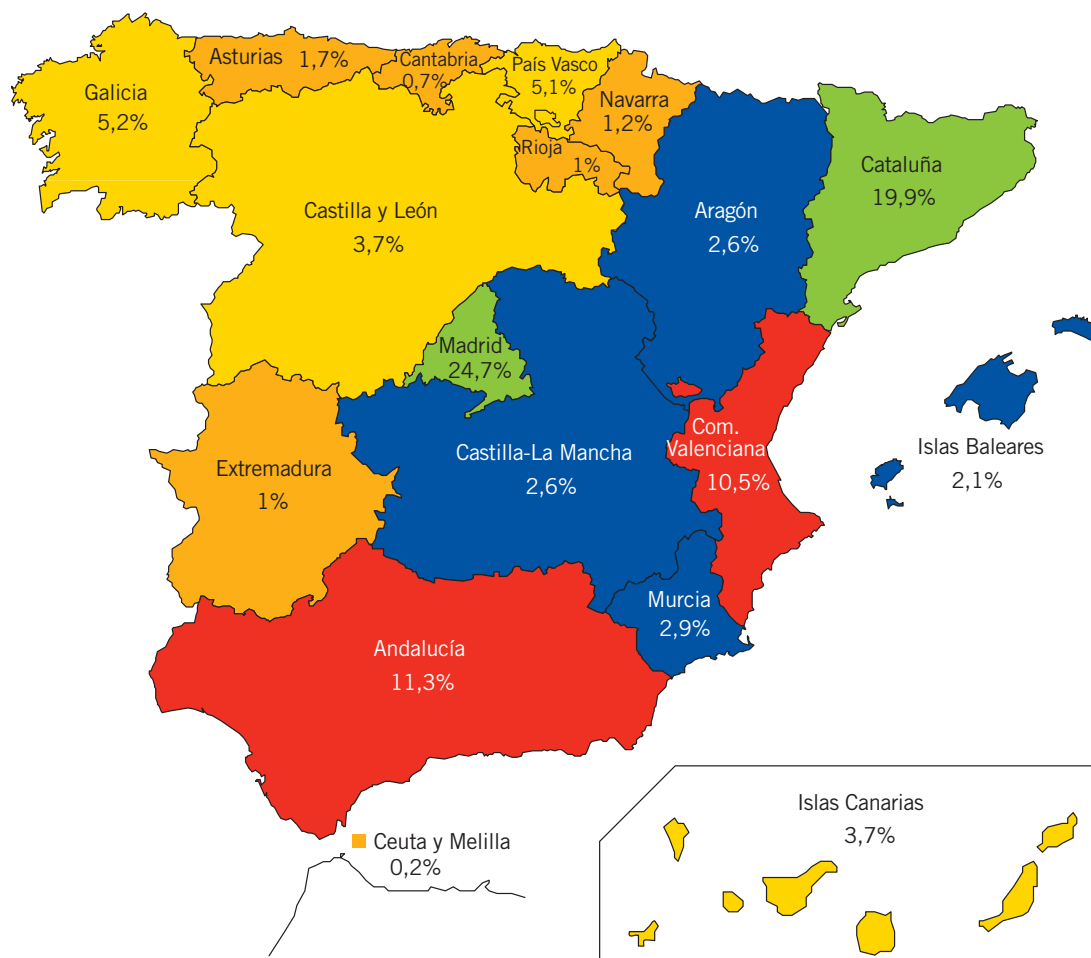 Asturias 1,7%
Cantabria
0,7%
País Vasco
5,1%
Galicia
5,2%
Navarra
1,2%
Rioja 1%
Cataluña
19,9%
Castilla y León
3,7%
Aragón
2,6%
Madrid
24,7%
Com.
Valenciana
10,5%
Castilla-La Mancha
2,6%
Islas Baleares
2,1%
Extremadura
1%
Murcia
2,9%
Andalucía
11,3%
Islas Canarias
3,7%
Ceuta y Melilla
0,2%